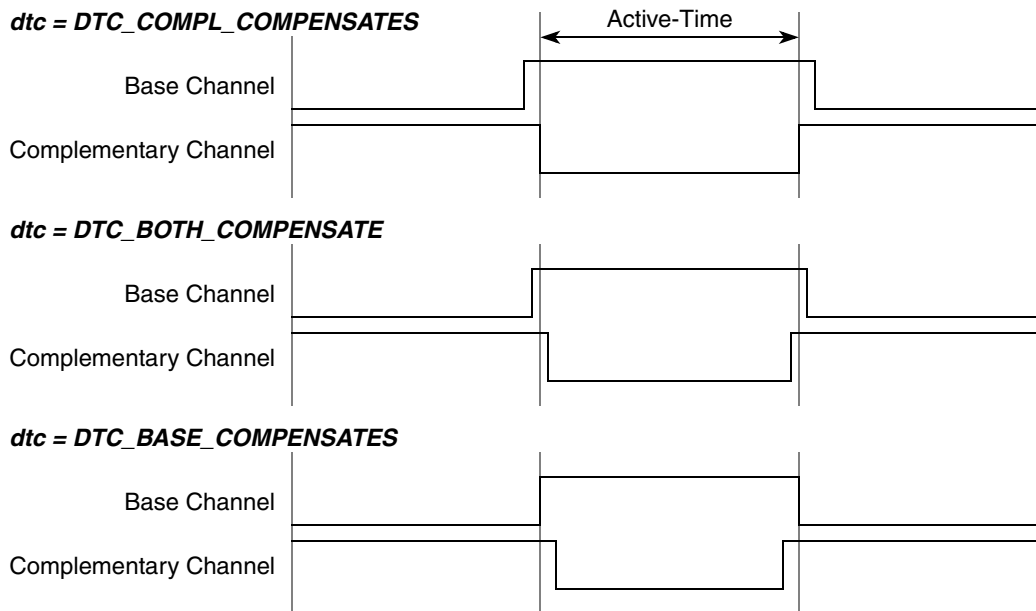 dtc = DTC_COMPL_COMPENSATES
Active-Time
Base Channel
Complementary Channel
dtc = DTC_BOTH_COMPENSATE
Base Channel
Complementary Channel
dtc = DTC_BASE_COMPENSATES
Base Channel
Complementary Channel